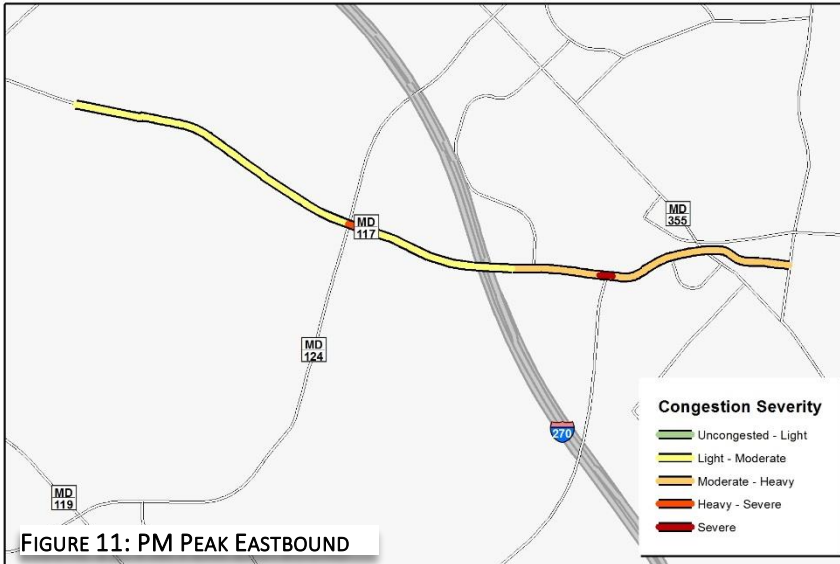 MD
355
MD
117
MD
124
270
MD
119
Congestion Severity
Uncongested - Light
Light - Moderate
Moderate - Heavy
Heavy - Severe
Severe
FIGURE 11: PM PEAK EASTBOUND